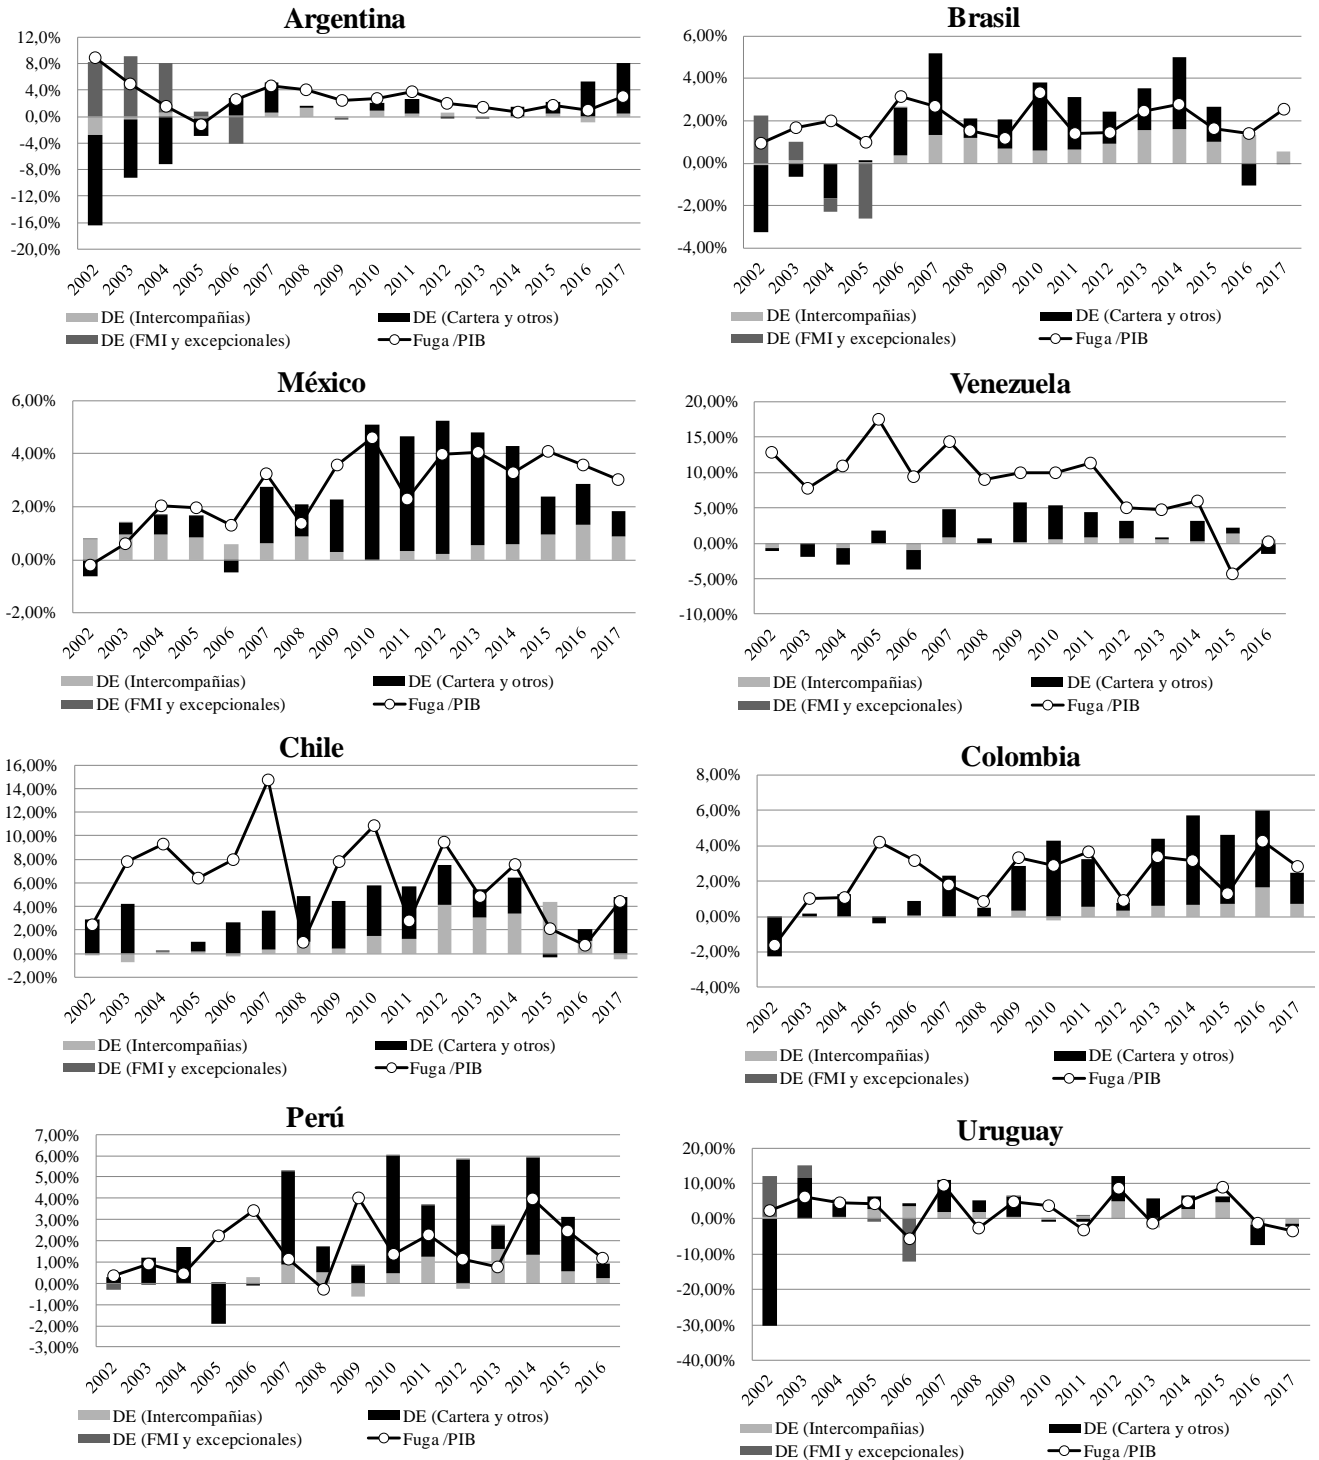 Argentina
12,0%
8,0%
4,0%
0,0%
-4,0%
-8,0%
-12,0%
-16,0%
-20,0%
2002 2003 2004 2005 2006 2007 2008 2009 2010 2011 2012 2013 2014 2015 2016 2017
DE (Intercompañias) DE (Cartera y otros)
DE (FMI y excepcionales) Fuga /PIB
Brasil
6,00%
4,00%
2,00%
0,00%
-2,00%
-4,00%
2002 2003 2004 2005 2006 2007 2008 2009 2010 2011 2012 2013 2014 2015 2016 2017
DE (Intercompañias) DE (Cartera y otros)
DE (FMI y excepcionales) Fuga /PIB
México
6,00%
4,00%
2,00%
0,00%
-2,00%
2002 2003 2004 2005 2006 2007 2008 2009 2010 2011 2012 2013 2014 2015 2016 2017
DE (Intercompañias) DE (Cartera y otros)
DE (FMI y excepcionales) Fuga /PIB
Venezuela
20,00%
15,00%
10,00%
5,00%
0,00%
-5,00%
-10,00%
2002 2003 2004 2005 2006 2007 2008 2009 2010 2011 2012 2013 2014 2015 2016
DE (Intercompañias) DE (Cartera y otros)
DE (FMI y excepcionales) Fuga /PIB
Chile
16,00%
14,00%
12,00%
10,00%
8,00%
6,00%
4,00%
2,00%
0,00%
-2,00%
2002 2003 2004 2005 2006 2007 2008 2009 2010 2011 2012 2013 2014 2015 2016 2017
DE (Intercompañias) DE (Cartera y otros)
DE (FMI y excepcionales) Fuga /PIB
Colombia
8,00%
6,00%
4,00%
2,00%
0,00%
-2,00%
-4,00%
2002 2003 2004 2005 2006 2007 2008 2009 2010 2011 2012 2013 2014 2015 2016 2017
DE (Intercompañias) DE (Cartera y otros)
DE (FMI y excepcionales) Fuga /PIB
Perú
7,00%
6,00%
5,00%
4,00%
3,00%
2,00%
1,00%
0,00%
-1,00%
-2,00%
-3,00%
2002 2003 2004 2005 2006 2007 2008 2009 2010 2011 2012 2013 2014 2015 2016
DE (Intercompañias) DE (Cartera y otros)
DE (FMI y excepcionales) Fuga /PIB
Uruguay
20,00%
10,00%
0,00%
-10,00%
-20,00%
-30,00%
-40,00%
2002 2003 2004 2005 2006 2007 2008 2009 2010 2011 2012 2013 2014 2015 2016 2017
DE (Intercompañias) DE (Cartera y otros)
DE (FMI y excepcionales) Fuga /PIB